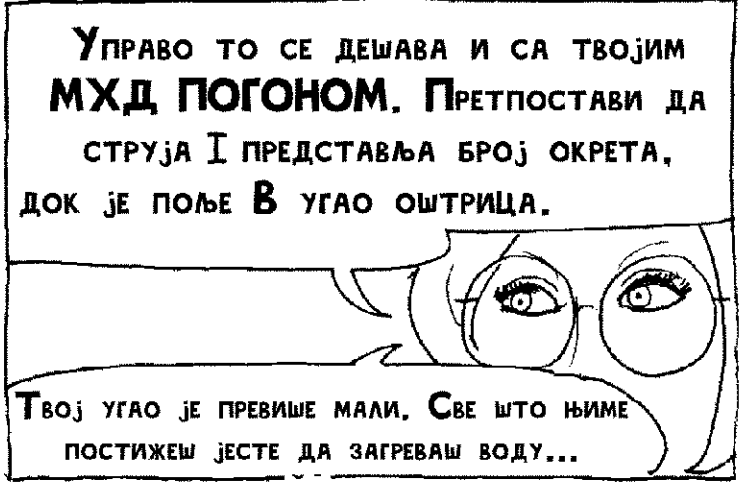 Управо то се дешава и са твојим
МХД ПОГОНОМ. Претпостави да
струја I представља број окрета,
док је поље B угао оштрица.
Твој угао је превише мали. Све што њиме
постижеш јесте да загреваш воду...